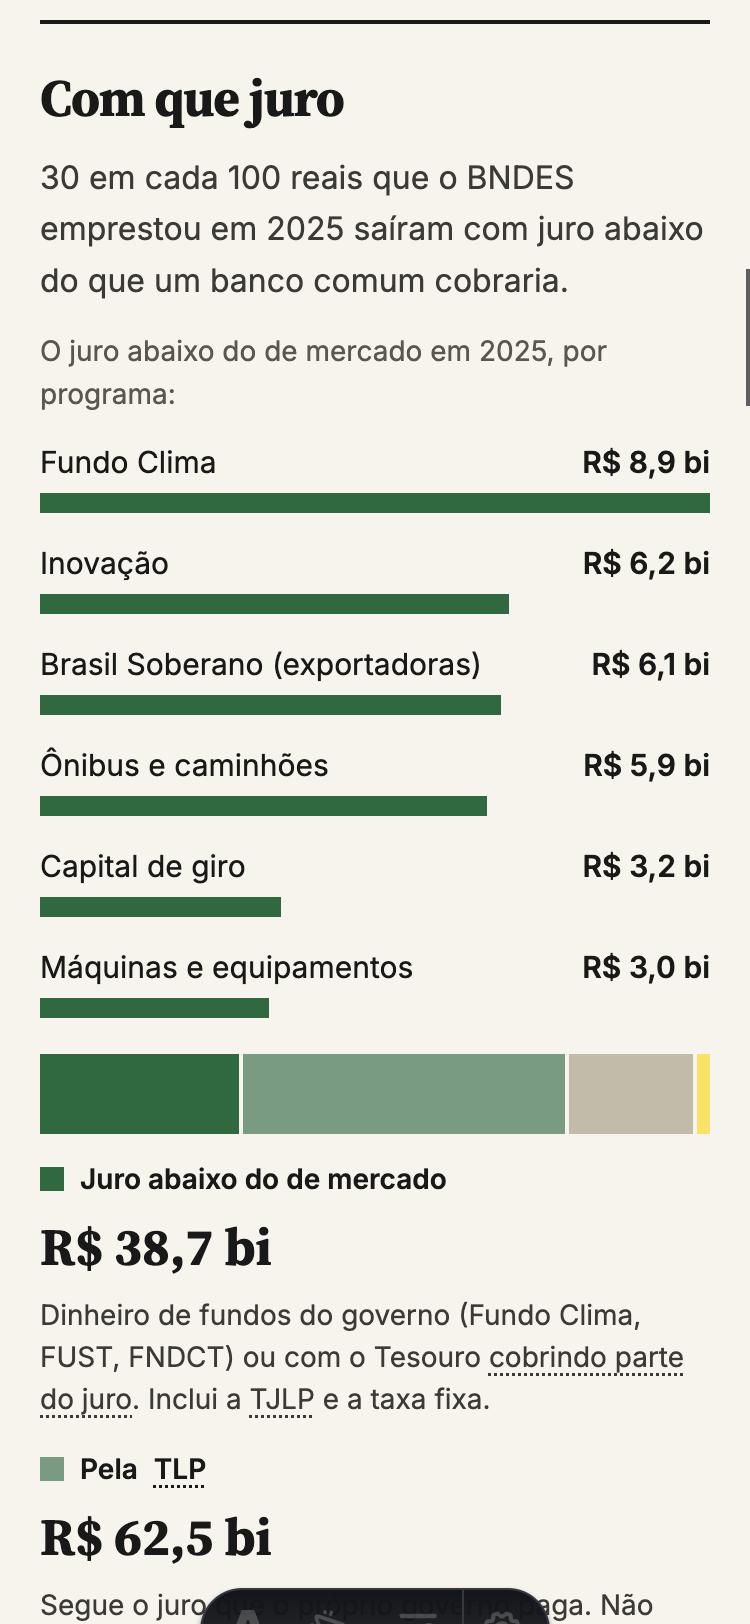 Com que juro
30 em cada 100 reais que o BNDES
emprestou em 2025 saíram com juro abaixo
do que um banco comum cobraria.
O juro abaixo do de mercado em 2025, por
programa:
Fundo Clima R$ 8,9 bi
Inovação R$ 6,2 bi
Brasil Soberano (exportadoras) R$ 6,1 bi
Ônibus e caminhões R$ 5,9 bi
Capital de giro R$ 3,2 bi
Máquinas e equipamentos R$ 3,0 bi
Juro abaixo do de mercado
R$ 38,7 bi
Dinheiro de fundos do governo (Fundo Clima,
FUST, FNDCT) ou com o Tesouro cobrindo parte
do juro. Inclui a TJLP e a taxa fixa.
Pela TLP
R$ 62,5 bi
Segue o juro que o próprio governo paga. Não